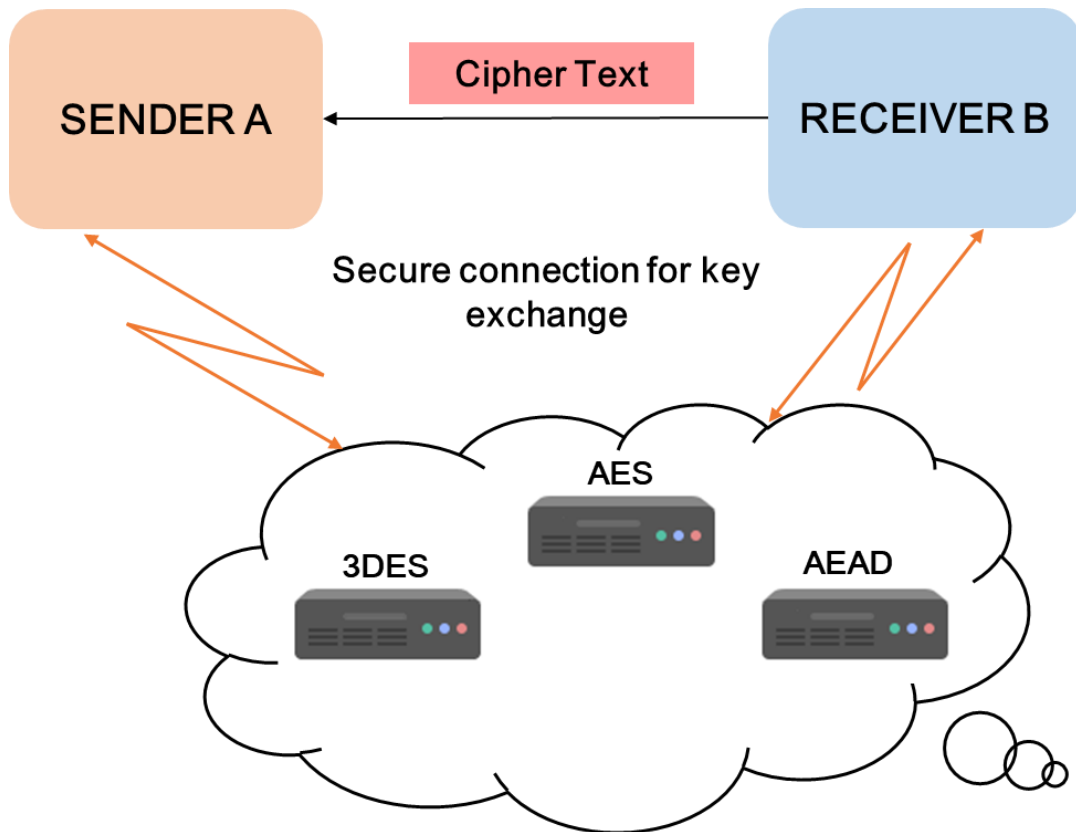 SENDER A
Cipher Text
RECEIVER B
Secure connection for key
exchange
AES
3DES
AEAD